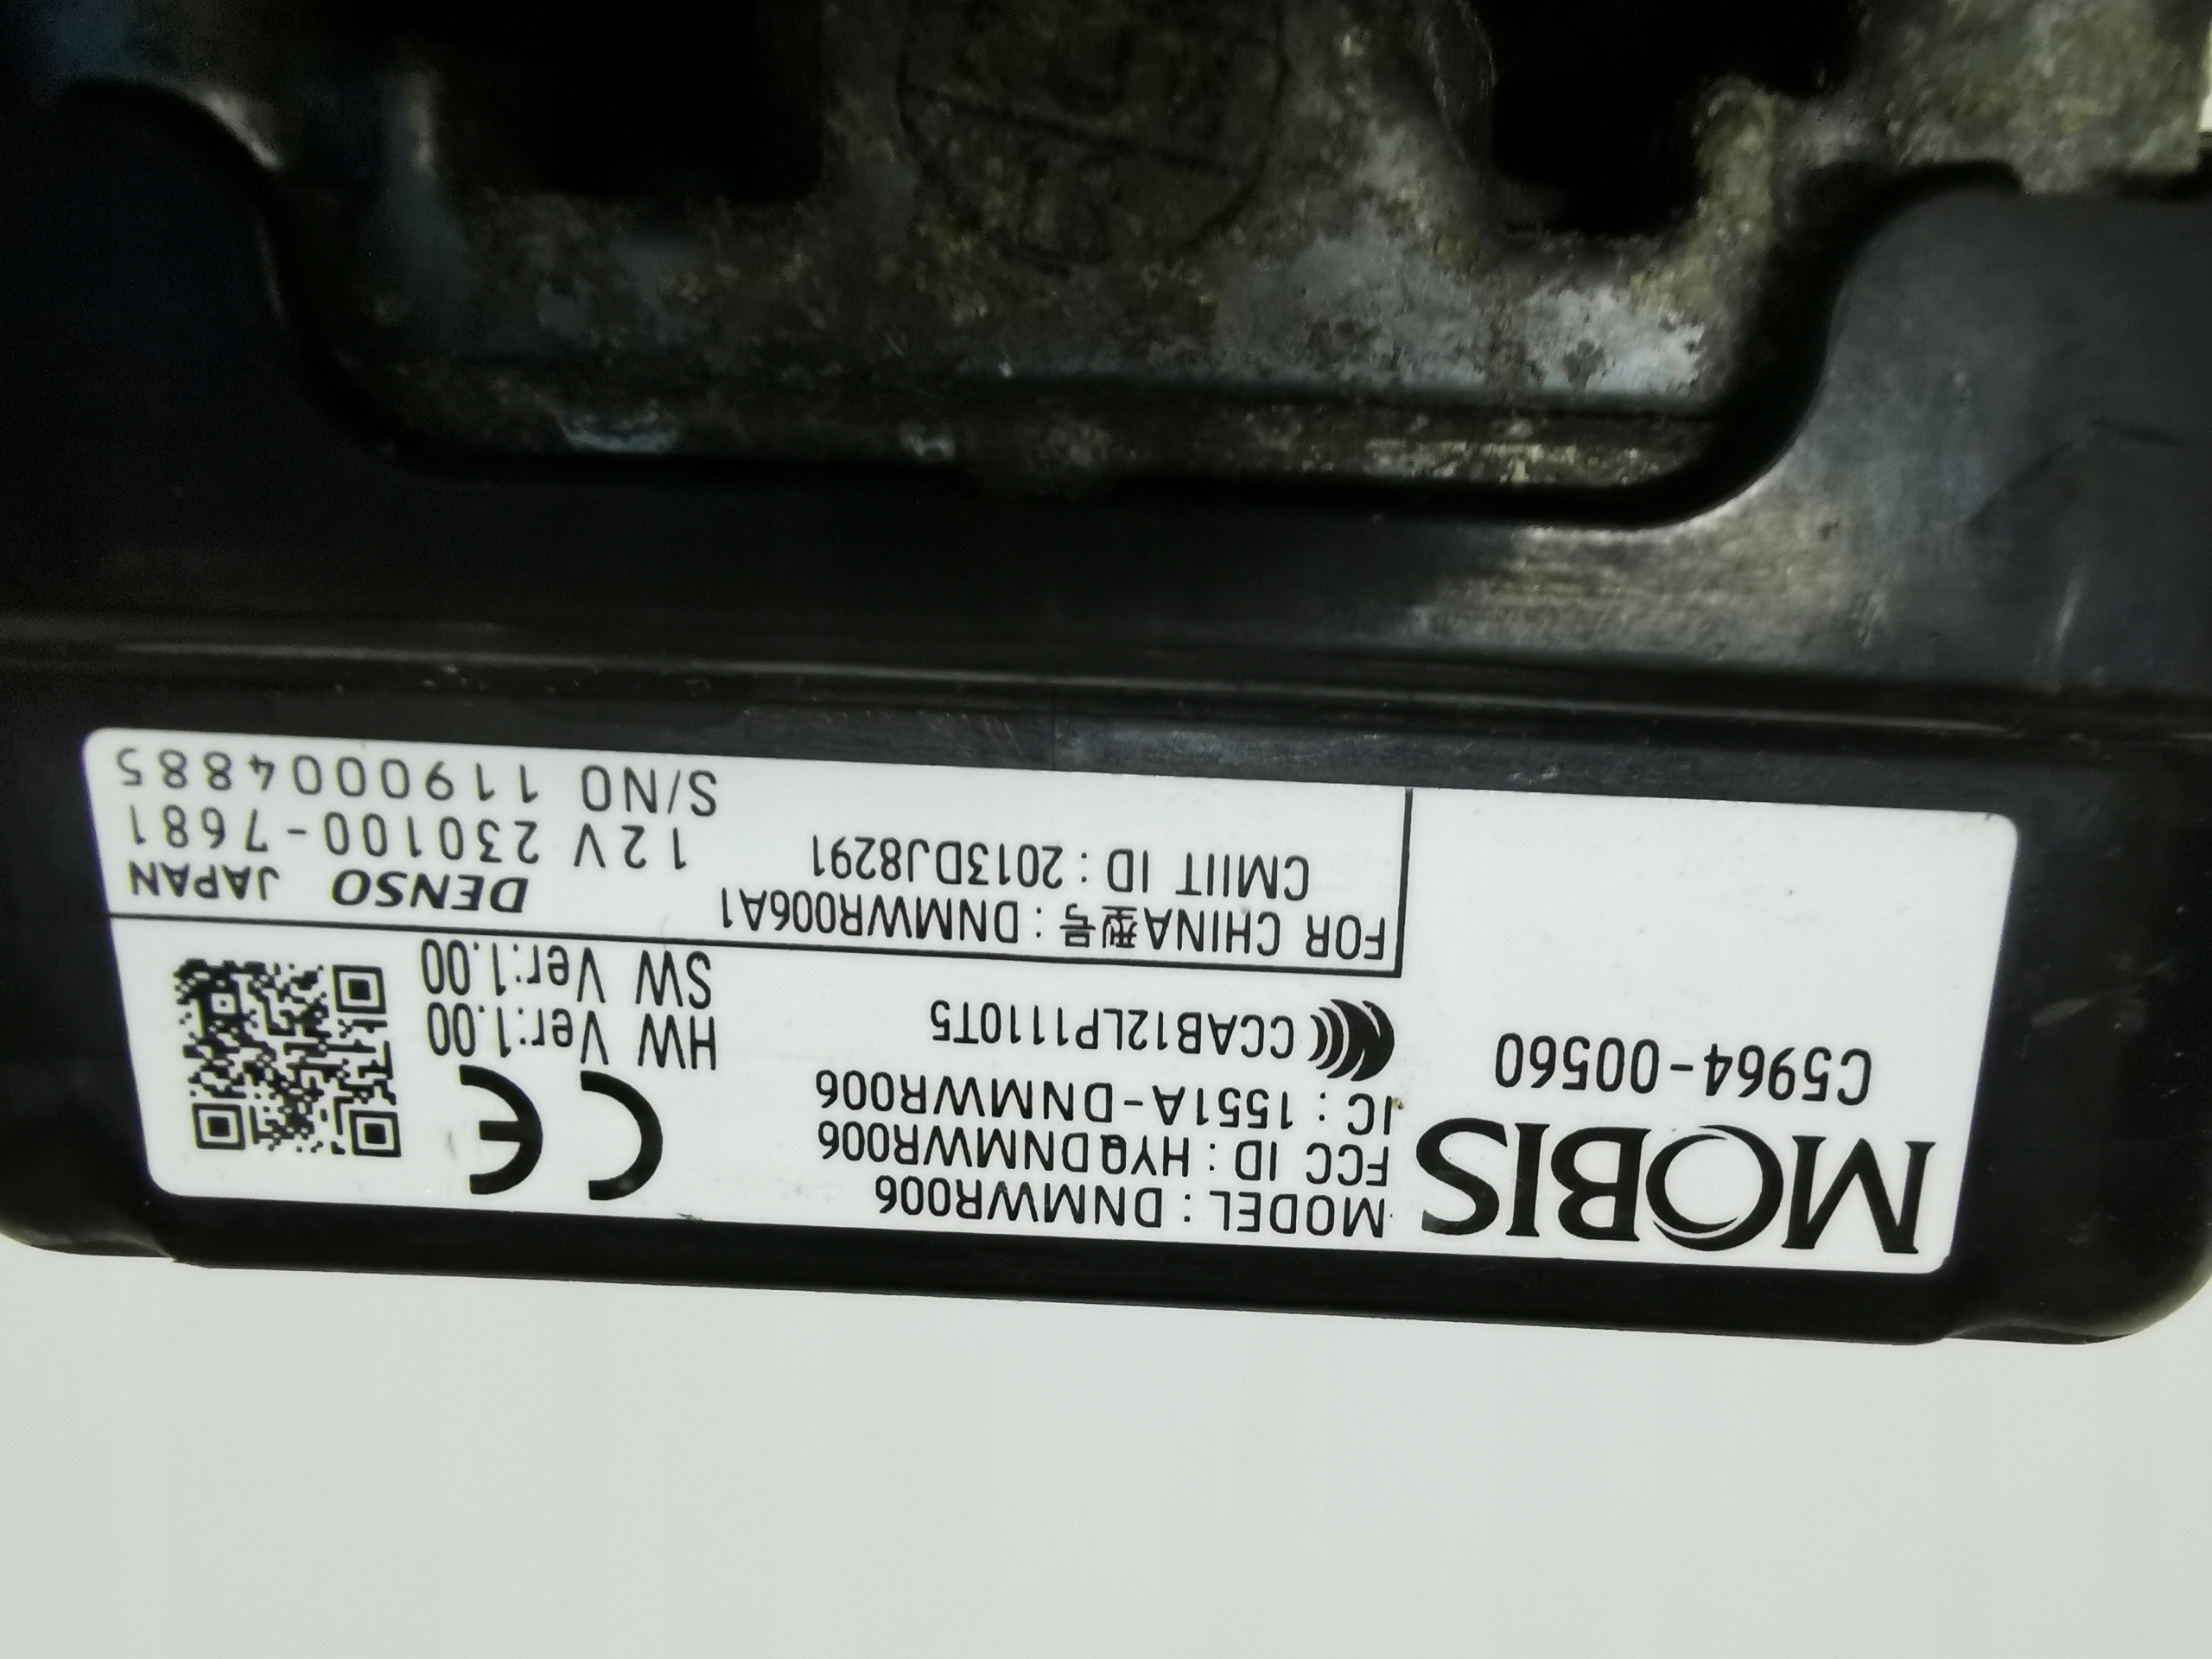 MOBIS
C5964-00560
MODEL : DNMWR006
FCC ID : HYQDNMWR006
IC : 1551A-DNMWR006
CCAB12LP1110T5
FOR CHINA型号 : DNMWR006A1
CMIIT ID : 2013DJ8291
CE
HW Ver:1.00
SW Ver:1.00
DENSO JAPAN
12V 230100-7681
S/NO 1190004885